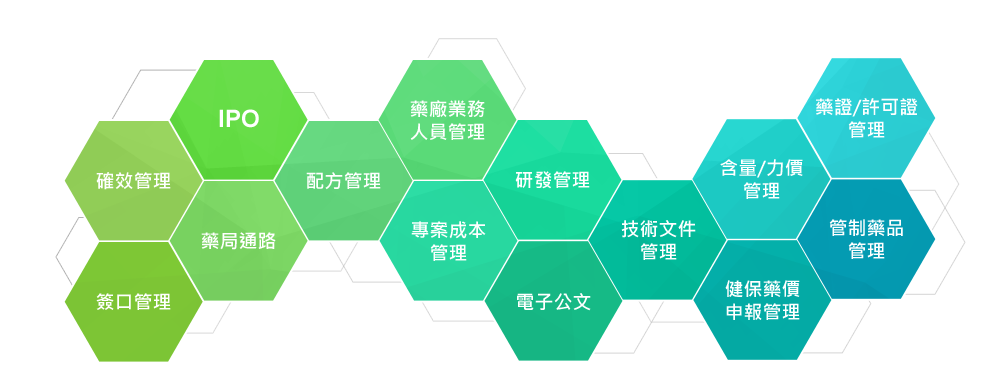 IPO
確效管理
簽口管理
藥局通路
配方管理
藥廠業務
人員管理
專案成本
管理
研發管理
電子公文
技術文件
管理
含量/力價
管理
健保藥價
申報管理
藥證/許可證
管理
管制藥品
管理